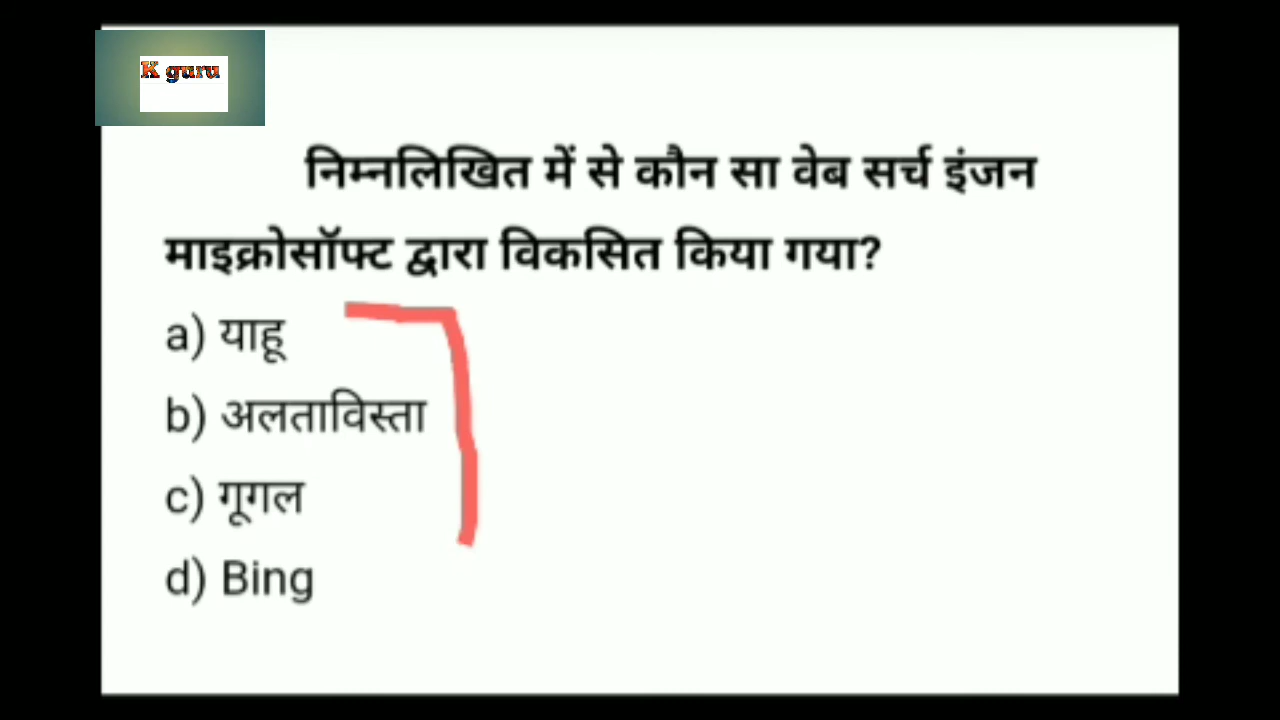 K guru
निम्नलिखित में से कौन सा वेब सर्च इंजन
माइक्रोसॉफ्ट द्वारा विकसित किया गया?
a) याहू
b) अलताविस्ता
c) गूगल
d) Bing